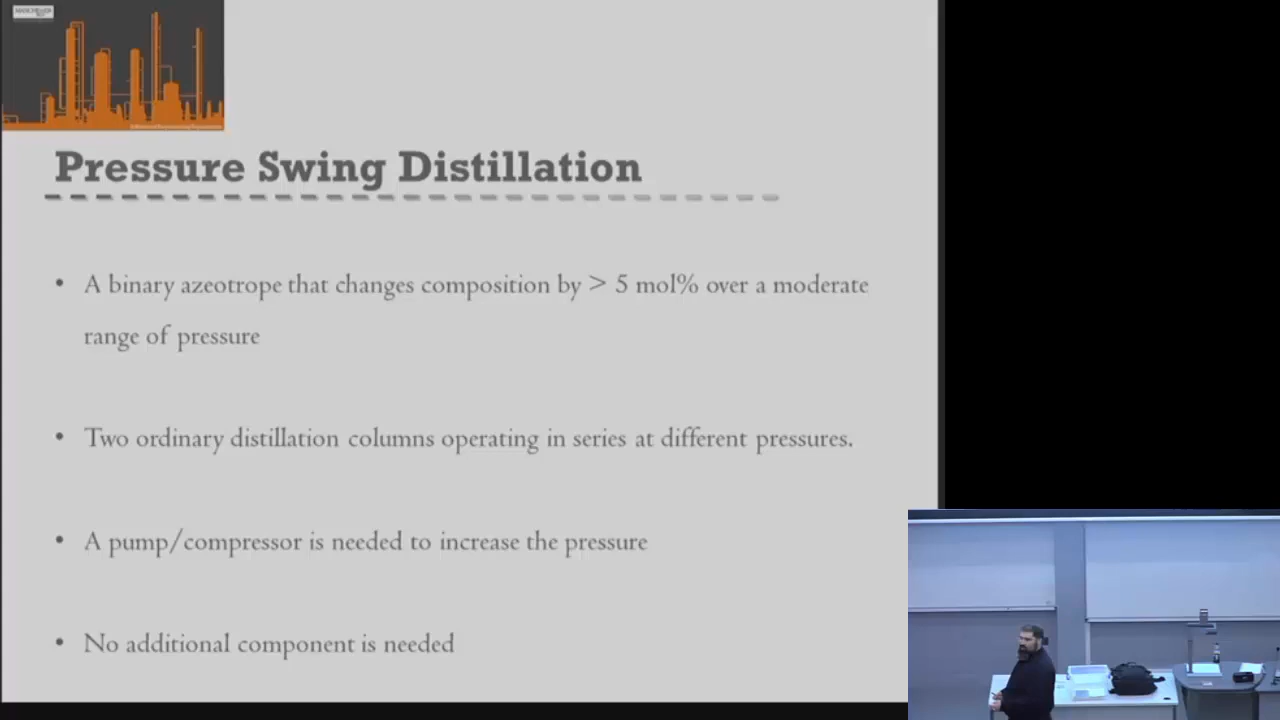 MANCHESTER
Pressure Swing Distillation
• A binary azeotrope that changes composition by > 5 mol% over a moderate
range of pressure
• Two ordinary distillation columns operating in series at different pressures.
• A pump/compressor is needed to increase the pressure
• No additional component is needed